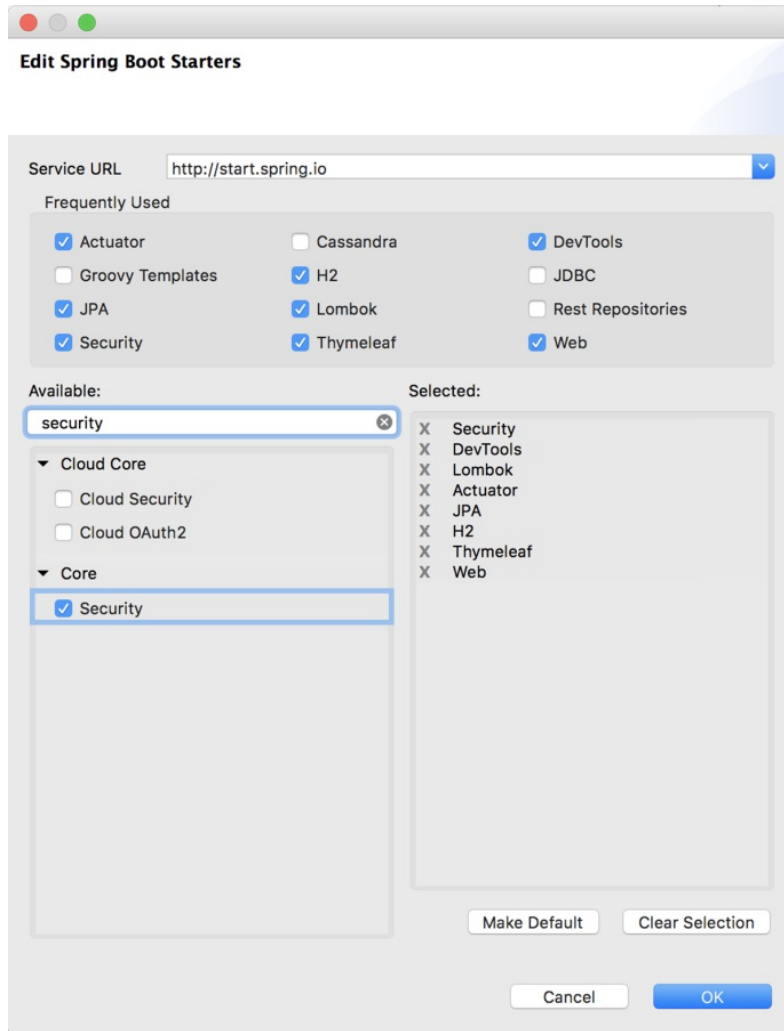 Edit Spring Boot Starters
Service URL http://start.spring.io
Frequently Used
Actuator Cassandra DevTools
Groovy Templates H2 JDBC
JPA Lombok Rest Repositories
Security Thymeleaf Web
Available:
security
Cloud Core
Cloud Security
Cloud OAuth2
Core
Security
Selected:
X Security
X DevTools
X Lombok
X Actuator
X JPA
X H2
X Thymeleaf
X Web
Make Default Clear Selection
Cancel OK